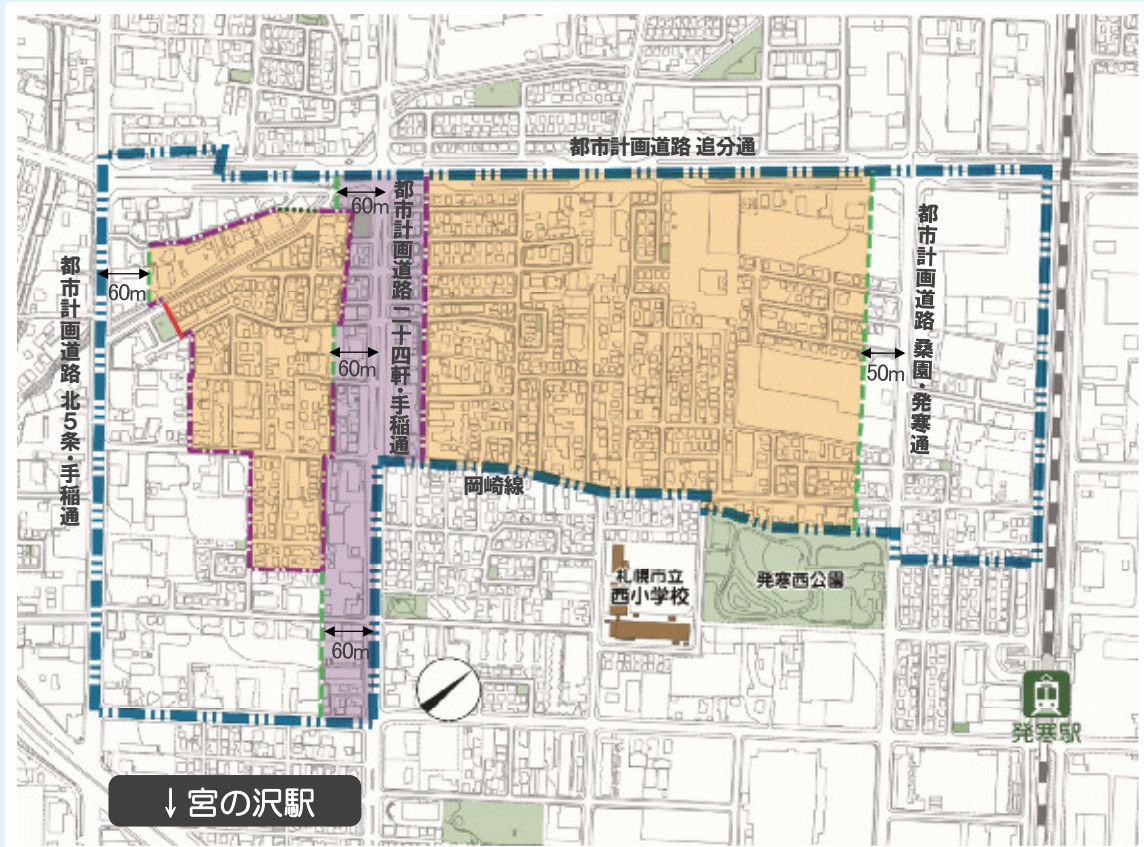 都市計画道路 追分通
60m
都市計画道路 二十四軒・手稲通
都市計画道路 桑園・発寒通
都市計画道路 北5条・手稲通
60m
60m
50m
岡崎線
札幌市立
西小学校
発寒西公園
60m
発寒駅
↓宮の沢駅